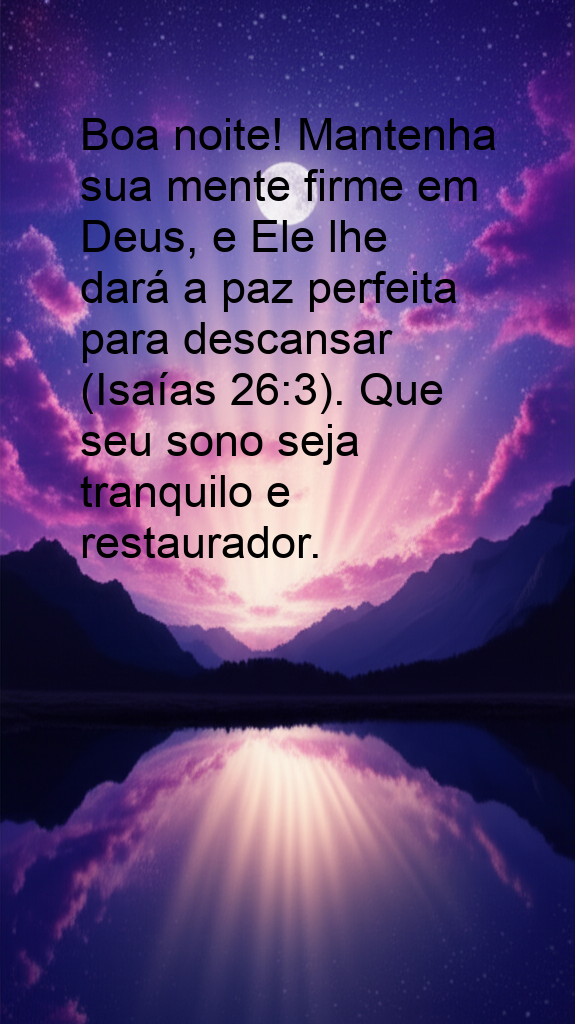 Boa noite! Mantenha
sua mente firme em
Deus, e Ele lhe
dará a paz perfeita
para descansar
(Isaías 26:3). Que
seu sono seja
tranquilo e
restaurador.